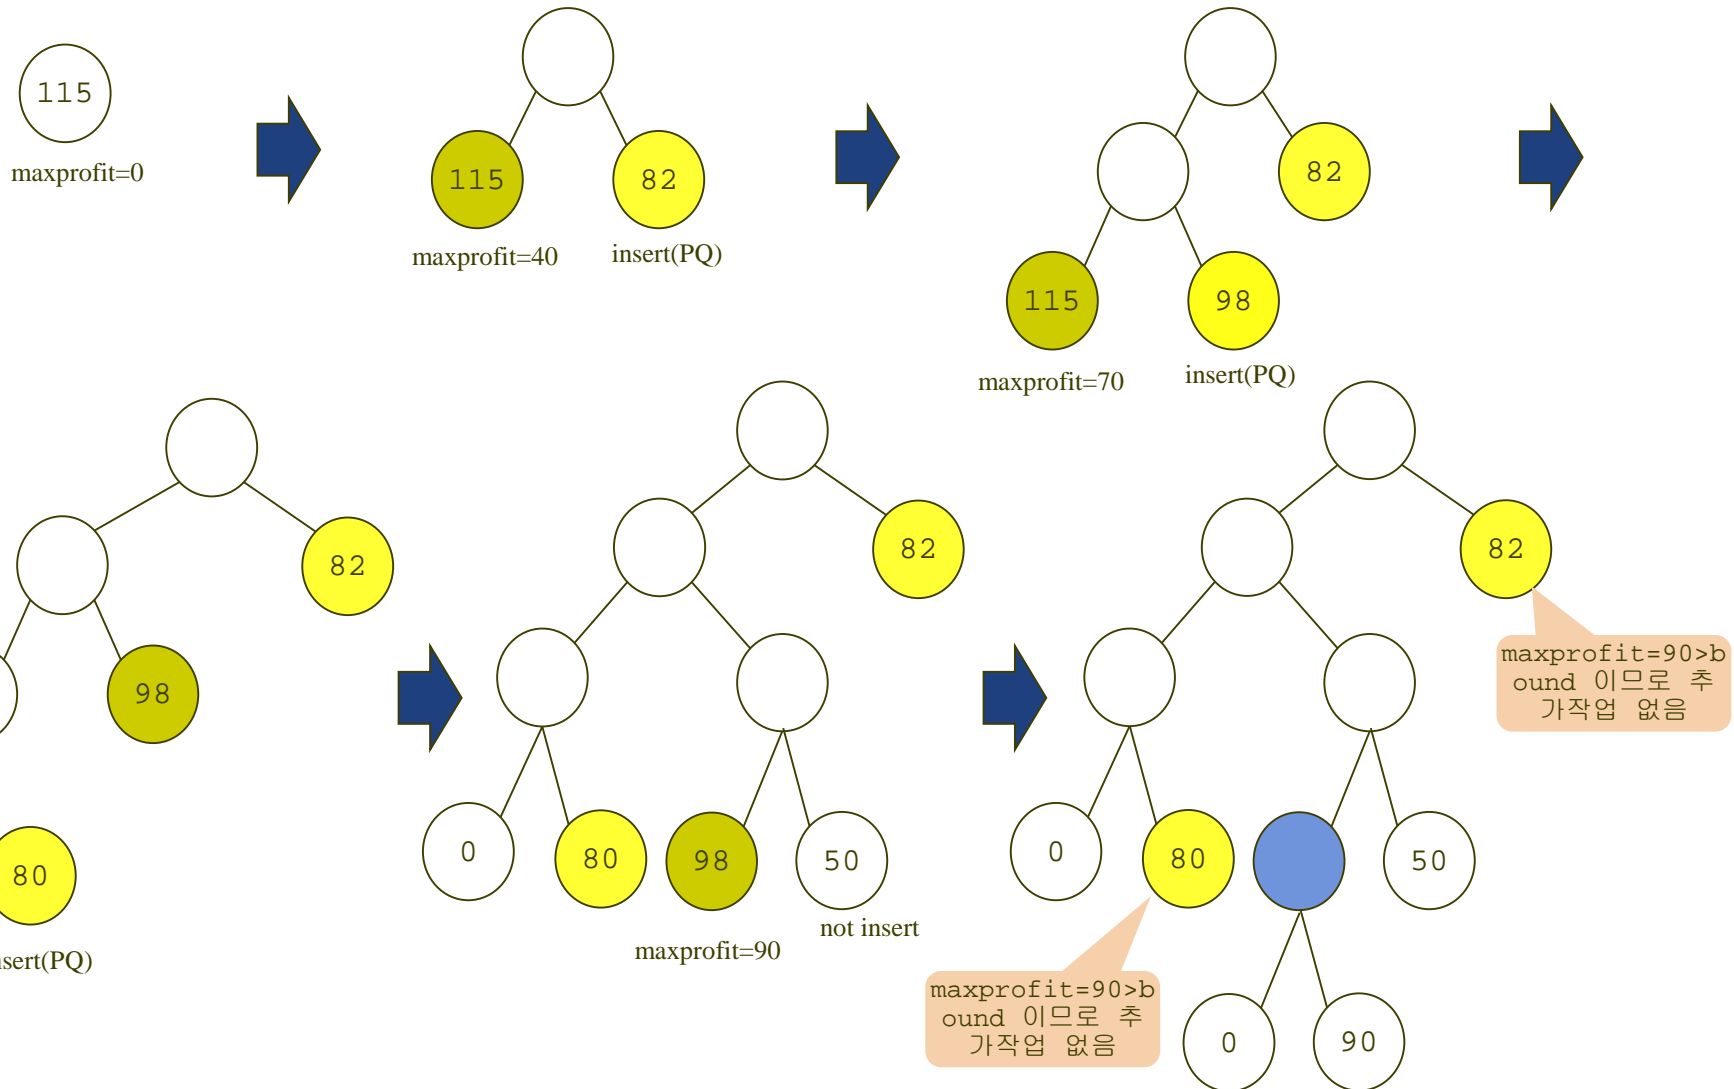 115
maxprofit=0
115
82
maxprofit=40
insert(PQ)
82
115
98
maxprofit=70
insert(PQ)
82
98
80
82
0
80
98
50
not insert
maxprofit=90
82
maxprofit=90>b
ound 이므로 추
가작업 없음
0
80
50
maxprofit=90>b
ound 이므로 추
가작업 없음
0
90